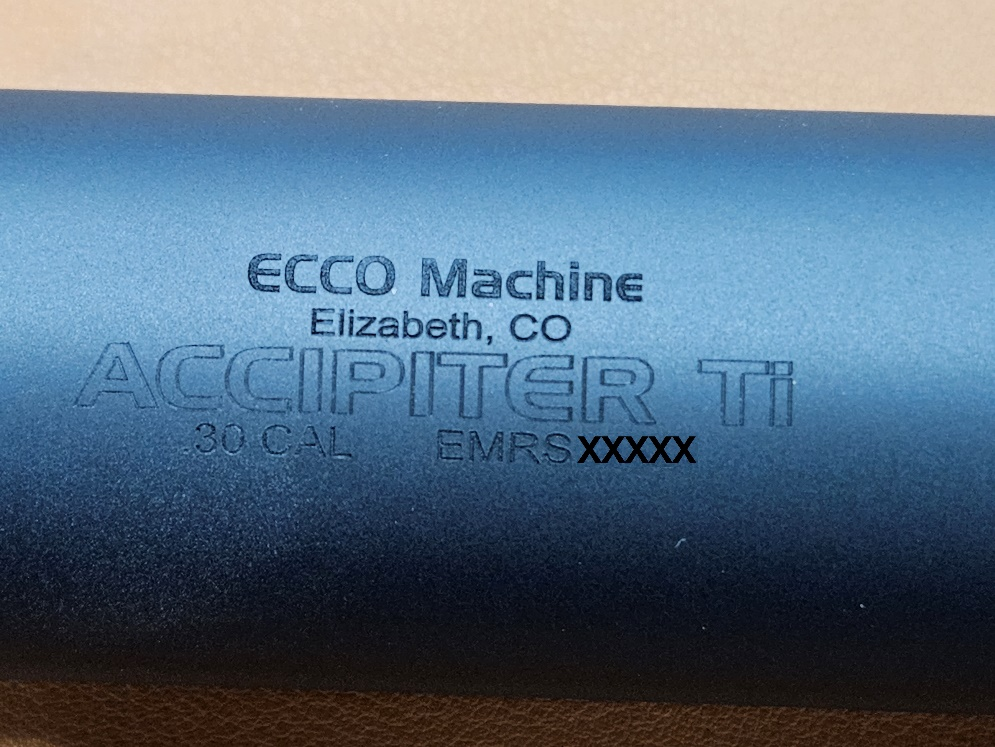 ECCO Machine
Elizabeth, CO
ACCIPITER Ti
.30 CAL EMRSXXXXX